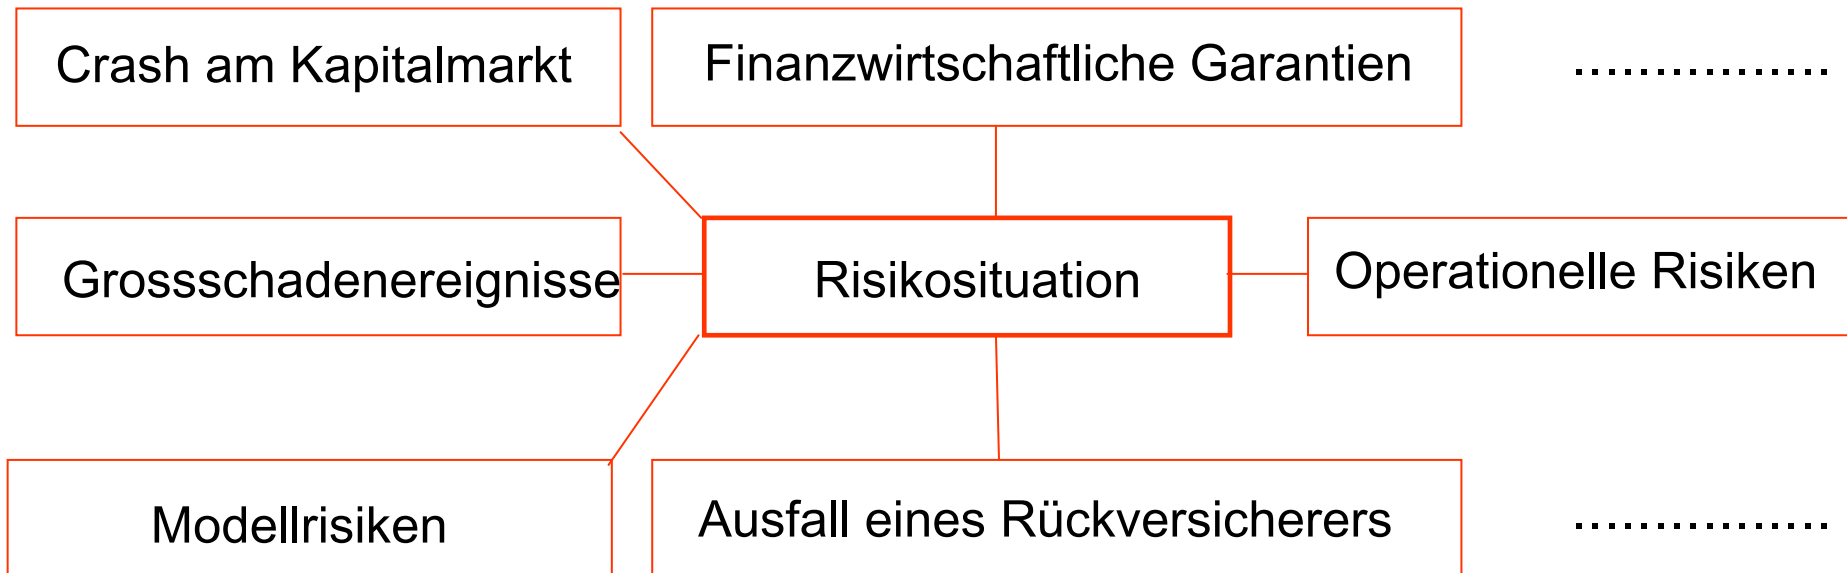 Crash am Kapitalmarkt
Finanzwirtschaftliche Garantien
................
Grossschadenereignisse
Risikosituation
Operationelle Risiken
Modellrisiken
Ausfall eines Rückversicherers
................